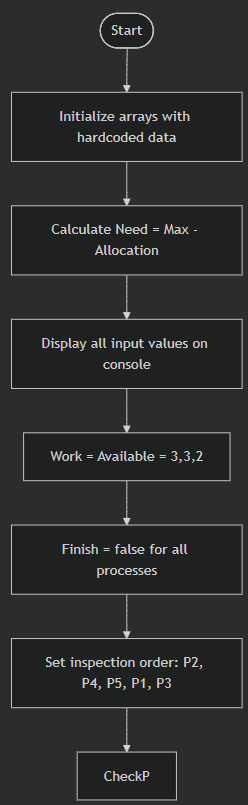 Start
Initialize arrays with
hardcoded data
Calculate Need = Max -
Allocation
Display all input values on
console
Work = Available = 3,3,2
Finish = false for all
processes
Set inspection order: P2,
P4, P5, P1, P3
CheckP